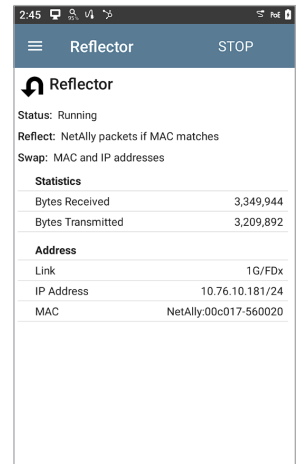 2:45 95% PoE
Reflector STOP
Reflector
Status: Running
Reflect: NetAlly packets if MAC matches
Swap: MAC and IP addresses
Statistics
Bytes Received 3,349,944
Bytes Transmitted 3,209,892
Address
Link 1G/FDx
IP Address 10.76.10.181/24
MAC NetAlly:00c017-560020